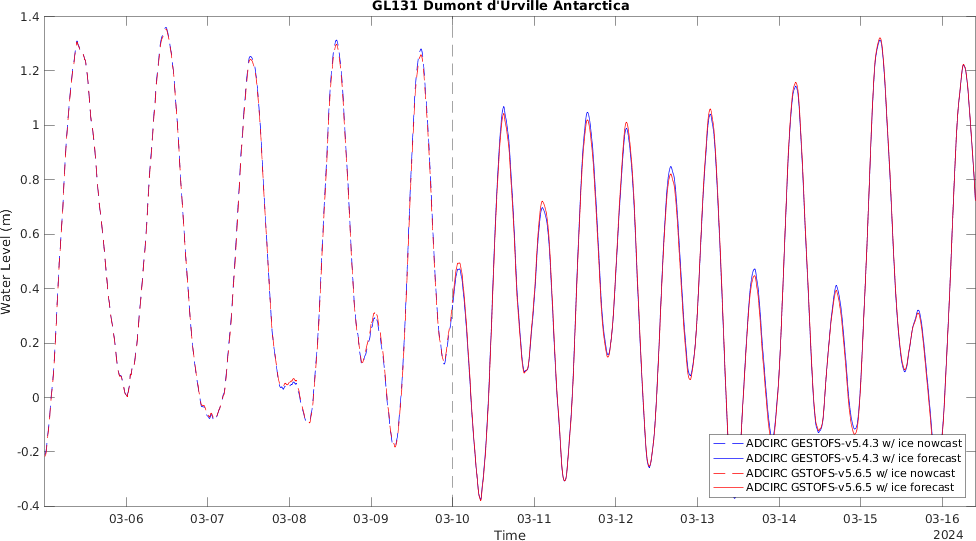 GL131 Dumont d'Urville Antarctica
1.4
1.2
1
0.8
0.6
0.4
0.2
0
-0.2
-0.4
Water Level (m)
ADCIRC GESTOFS-v5.4.3 w/ ice nowcast
ADCIRC GESTOFS-v5.4.3 w/ ice forecast
ADCIRC GSTOFS-v5.6.5 w/ ice nowcast
ADCIRC GSTOFS-v5.6.5 w/ ice forecast
03-06 03-07 03-08 03-09 03-10 03-11 03-12 03-13 03-14 03-15 03-16
Time
2024